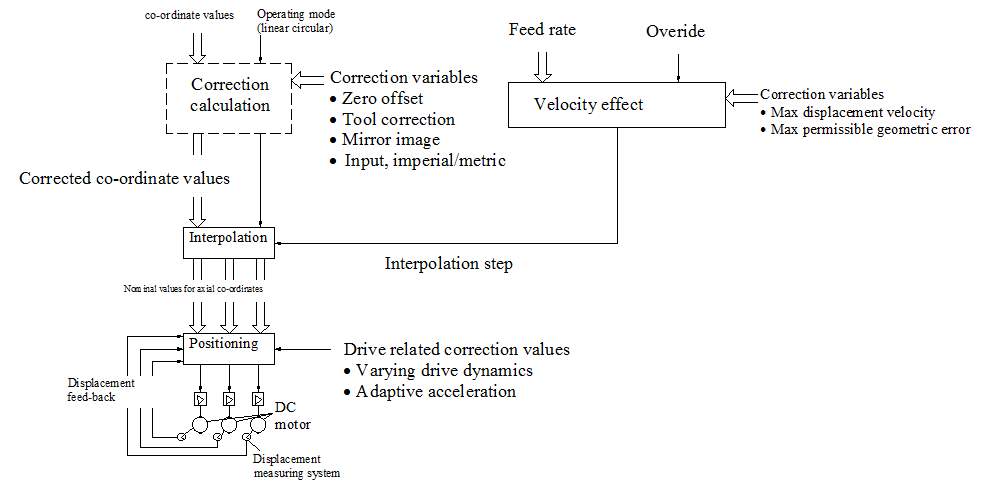 co-ordinate values
Operating mode
(linear circular)
Feed rate
Overide
Correction
calculation
Correction variables
• Zero offset
• Tool correction
• Mirror image
• Input, imperial/metric
Velocity effect
Correction variables
• Max displacement velocity
• Max permissible geometric error
Corrected co-ordinate values
Interpolation
Interpolation step
Nominal values for axial co-ordinates
Positioning
Drive related correction values
• Varying drive dynamics
• Adaptive acceleration
Displacement
feed-back
DC
motor
Displacement
measuring system